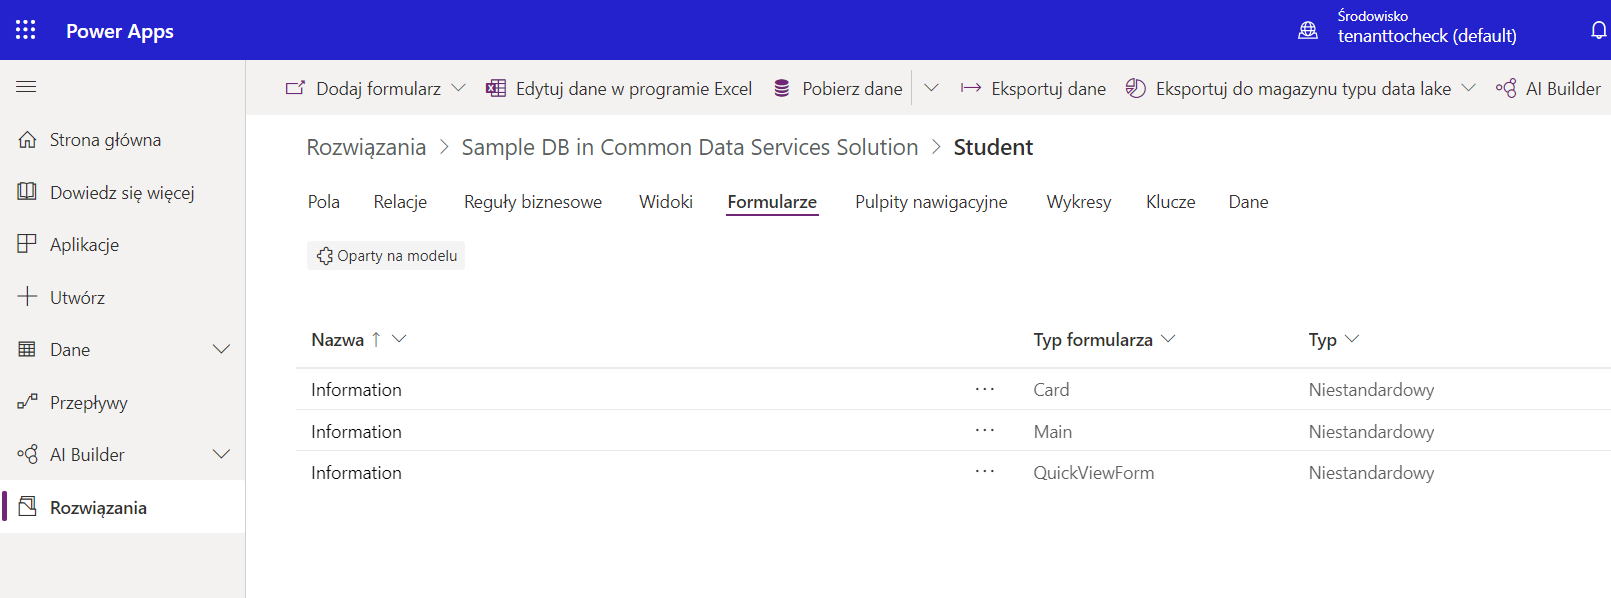 Power Apps
Środowisko
tenanttocheck (default)
Dodaj formularz
Edytuj dane w programie Excel
Pobierz dane
Eksportuj dane
Eksportuj do magazynu typu data lake
AI Builder
Strona główna
Dowiedz się więcej
Aplikacje
Utwórz
Dane
Przepływy
AI Builder
Rozwiązania
Rozwiązania > Sample DB in Common Data Services Solution > Student
Pola Relacje Reguły biznesowe Widoki Formularze Pulpity nawigacyjne Wykresy Klucze Dane
Oparty na modelu
Nazwa ↑ Typ formularza Typ
Information ··· Card Niestandardowy
Information ··· Main Niestandardowy
Information ··· QuickViewForm Niestandardowy